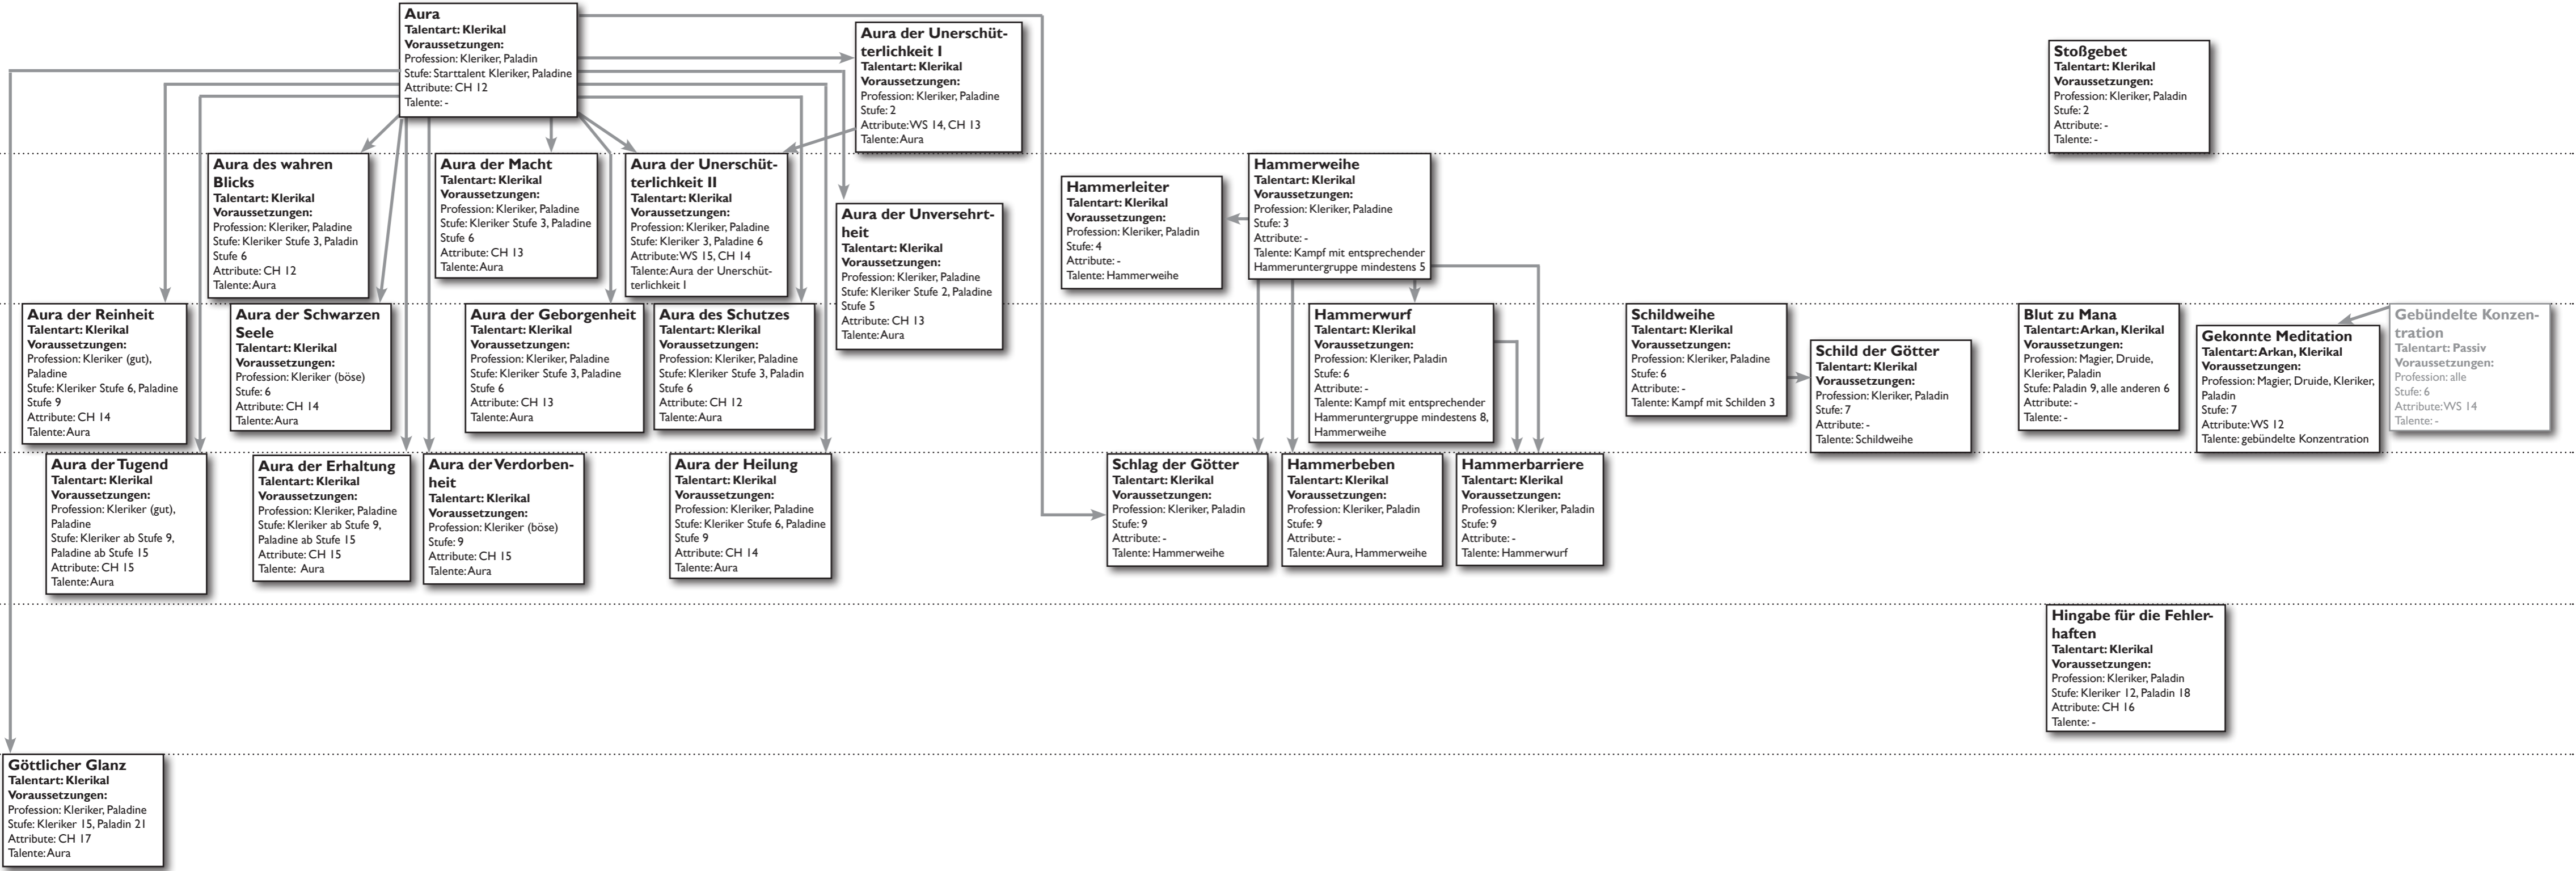 Aura
Talentart: Klerikal
Voraussetzungen:
Profession: Kleriker, Paladin
Stufe: Starttalent Kleriker, Paladine
Attribute: CH 12
Talente: -
Aura der Unerschüt-
terlichkeit I
Talentart: Klerikal
Voraussetzungen:
Profession: Kleriker, Paladine
Stufe: 2
Attribute: WS 14, CH 13
Talente: Aura
Stoßgebet
Talentart: Klerikal
Voraussetzungen:
Profession: Kleriker, Paladin
Stufe: 2
Attribute: -
Talente: -
Aura des wahren
Blicks
Talentart: Klerikal
Voraussetzungen:
Profession: Kleriker, Paladine
Stufe: Kleriker Stufe 3, Paladin
Stufe 6
Attribute: CH 12
Talente: Aura
Aura der Macht
Talentart: Klerikal
Voraussetzungen:
Profession: Kleriker, Paladine
Stufe: Kleriker Stufe 3, Paladine
Stufe 6
Attribute: CH 13
Talente: Aura
Aura der Unerschüt-
terlichkeit II
Talentart: Klerikal
Voraussetzungen:
Profession: Kleriker, Paladine
Stufe: Kleriker 3, Paladine 6
Attribute: WS 15, CH 14
Talente: Aura der Unerschüt-
terlichkeit I
Aura der Unversehrt-
heit
Talentart: Klerikal
Voraussetzungen:
Profession: Kleriker, Paladine
Stufe: Kleriker Stufe 2, Paladine
Stufe 5
Attribute: CH 13
Talente: Aura
Hammerleiter
Talentart: Klerikal
Voraussetzungen:
Profession: Kleriker, Paladin
Stufe: 4
Attribute: -
Talente: Hammerweihe
Hammerweihe
Talentart: Klerikal
Voraussetzungen:
Profession: Kleriker, Paladine
Stufe: 3
Attribute: -
Talente: Kampf mit entsprechender
Hammeruntergruppe mindestens 5
Aura der Reinheit
Talentart: Klerikal
Voraussetzungen:
Profession: Kleriker (gut),
Paladine
Stufe: Kleriker Stufe 6, Paladine
Stufe 9
Attribute: CH 14
Talente: Aura
Aura der Schwarzen
Seele
Talentart: Klerikal
Voraussetzungen:
Profession: Kleriker (böse)
Stufe: 6
Attribute: CH 14
Talente: Aura
Aura der Geborgenheit
Talentart: Klerikal
Voraussetzungen:
Profession: Kleriker, Paladine
Stufe: Kleriker Stufe 3, Paladine
Stufe 6
Attribute: CH 13
Talente: Aura
Aura des Schutzes
Talentart: Klerikal
Voraussetzungen:
Profession: Kleriker, Paladine
Stufe: Kleriker Stufe 3, Paladin
Stufe 6
Attribute: CH 12
Talente: Aura
Hammerwurf
Talentart: Klerikal
Voraussetzungen:
Profession: Kleriker, Paladin
Stufe: 6
Attribute: -
Talente: Kampf mit entsprechender
Hammeruntergruppe mindestens 8,
Hammerweihe
Schildweihe
Talentart: Klerikal
Voraussetzungen:
Profession: Kleriker, Paladine
Stufe: 6
Attribute: -
Talente: Kampf mit Schilden 3
Schild der Götter
Talentart: Klerikal
Voraussetzungen:
Profession: Kleriker, Paladin
Stufe: 7
Attribute: -
Talente: Schildweihe
Blut zu Mana
Talentart: Arkan, Klerikal
Voraussetzungen:
Profession: Magier, Druide,
Kleriker, Paladin
Stufe: Paladin 9, alle anderen 6
Attribute: -
Talente: -
Gekonnte Meditation
Talentart: Arkan, Klerikal
Voraussetzungen:
Profession: Magier, Druide, Kleriker,
Paladin
Stufe: 7
Attribute: WS 12
Talente: gebündelte Konzentration
Gebündelte Konzen-
tration
Talentart: Passiv
Voraussetzungen:
Profession: alle
Stufe: 6
Attribute: WS 14
Talente: -
Aura der Tugend
Talentart: Klerikal
Voraussetzungen:
Profession: Kleriker (gut),
Paladine
Stufe: Kleriker ab Stufe 9,
Paladine ab Stufe 15
Attribute: CH 15
Talente: Aura
Aura der Erhaltung
Talentart: Klerikal
Voraussetzungen:
Profession: Kleriker, Paladine
Stufe: Kleriker ab Stufe 9,
Paladine ab Stufe 15
Attribute: CH 15
Talente: Aura
Aura der Verdorben-
heit
Talentart: Klerikal
Voraussetzungen:
Profession: Kleriker (böse)
Stufe: 9
Attribute: CH 15
Talente: Aura
Aura der Heilung
Talentart: Klerikal
Voraussetzungen:
Profession: Kleriker, Paladine
Stufe: Kleriker Stufe 6, Paladine
Stufe 9
Attribute: CH 14
Talente: Aura
Schlag der Götter
Talentart: Klerikal
Voraussetzungen:
Profession: Kleriker, Paladin
Stufe: 9
Attribute: -
Talente: Hammerweihe
Hammerbeben
Talentart: Klerikal
Voraussetzungen:
Profession: Kleriker, Paladin
Stufe: 9
Attribute: -
Talente: Aura, Hammerweihe
Hammerbarriere
Talentart: Klerikal
Voraussetzungen:
Profession: Kleriker, Paladin
Stufe: 9
Attribute: -
Talente: Hammerwurf
Hingabe für die Fehler-
haften
Talentart: Klerikal
Voraussetzungen:
Profession: Kleriker, Paladin
Stufe: Kleriker 12, Paladin 18
Attribute: CH 16
Talente: -
Göttlicher Glanz
Talentart: Klerikal
Voraussetzungen:
Profession: Kleriker, Paladine
Stufe: Kleriker 15, Paladin 21
Attribute: CH 17
Talente: Aura